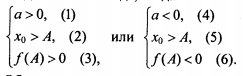 a > 0, (1) a < 0, (4)
x₀ > A, (2) или x₀ > A, (5)
f(A) > 0 (3), f(A) < 0 (6).